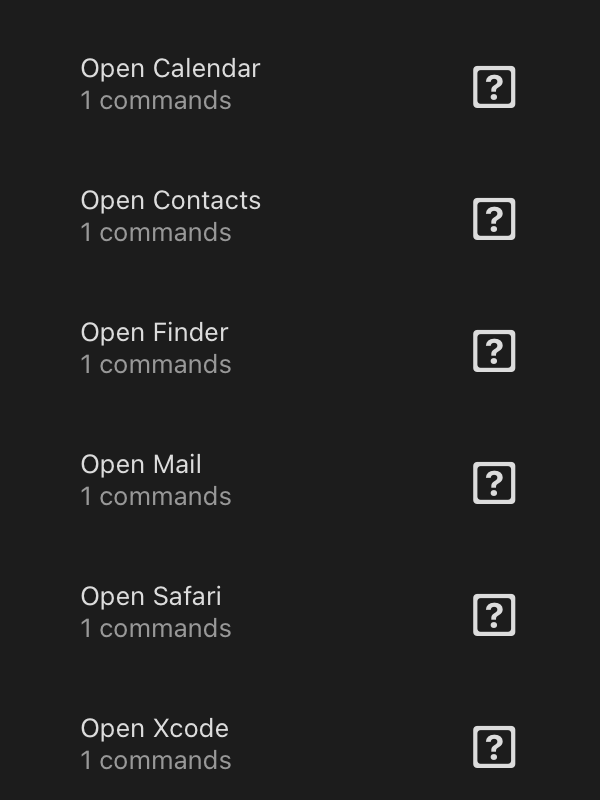 Open Calendar
1 commands
?
Open Contacts
1 commands
?
Open Finder
1 commands
?
Open Mail
1 commands
?
Open Safari
1 commands
?
Open Xcode
1 commands
?